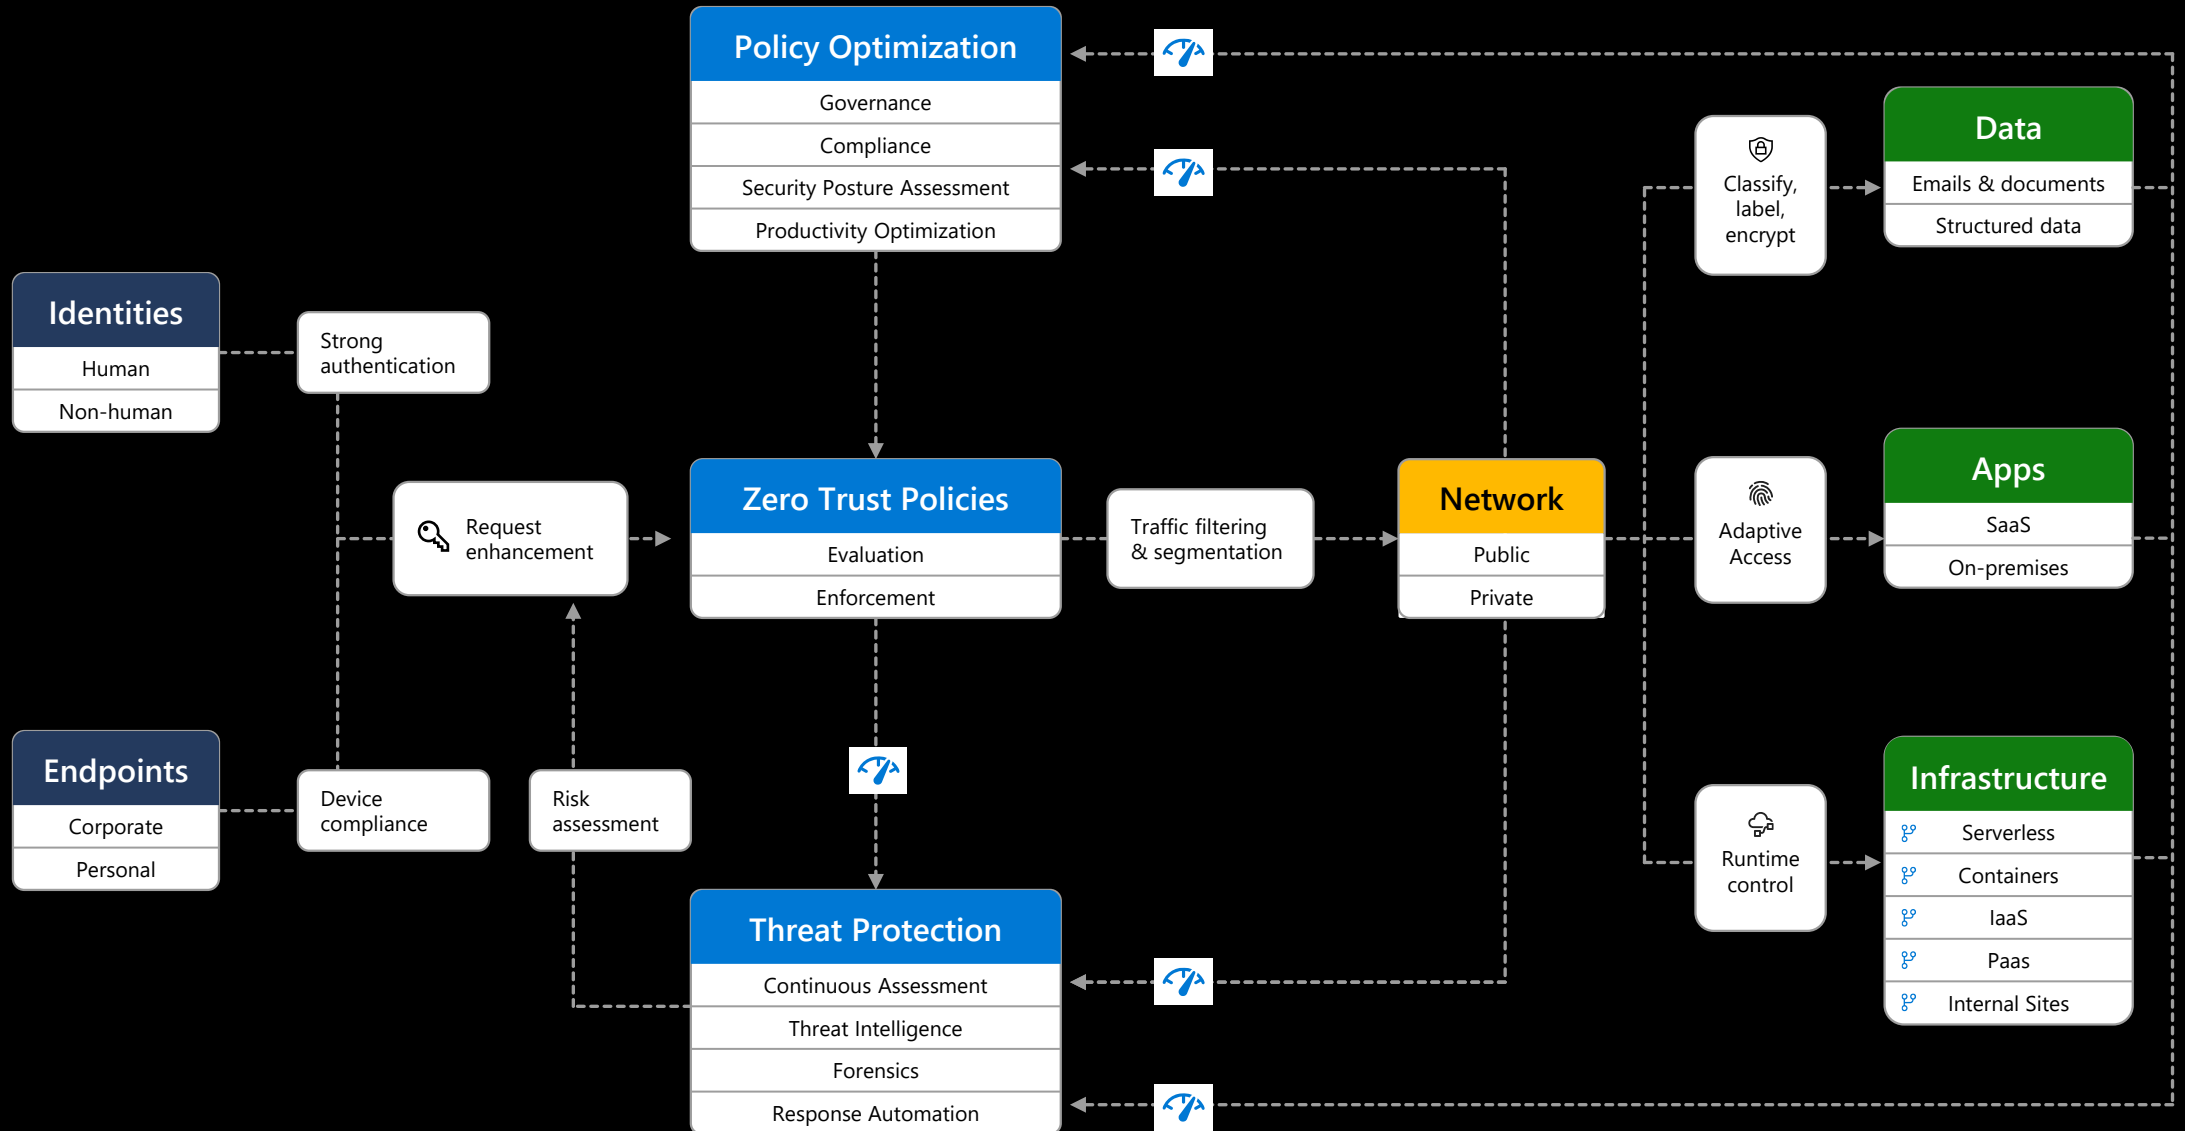 Policy Optimization
Governance
Compliance
Security Posture Assessment
Productivity Optimization
Identities
Human
Non-human
Strong
authentication
Request
enhancement
Endpoints
Corporate
Personal
Device
compliance
Risk
assessment
Zero Trust Policies
Evaluation
Enforcement
Threat Protection
Continuous Assessment
Threat Intelligence
Forensics
Response Automation
Traffic filtering
& segmentation
Network
Public
Private
Classify,
label,
encrypt
Data
Emails & documents
Structured data
Adaptive
Access
Apps
SaaS
On-premises
Runtime
control
Infrastructure
Serverless
Containers
IaaS
Paas
Internal Sites